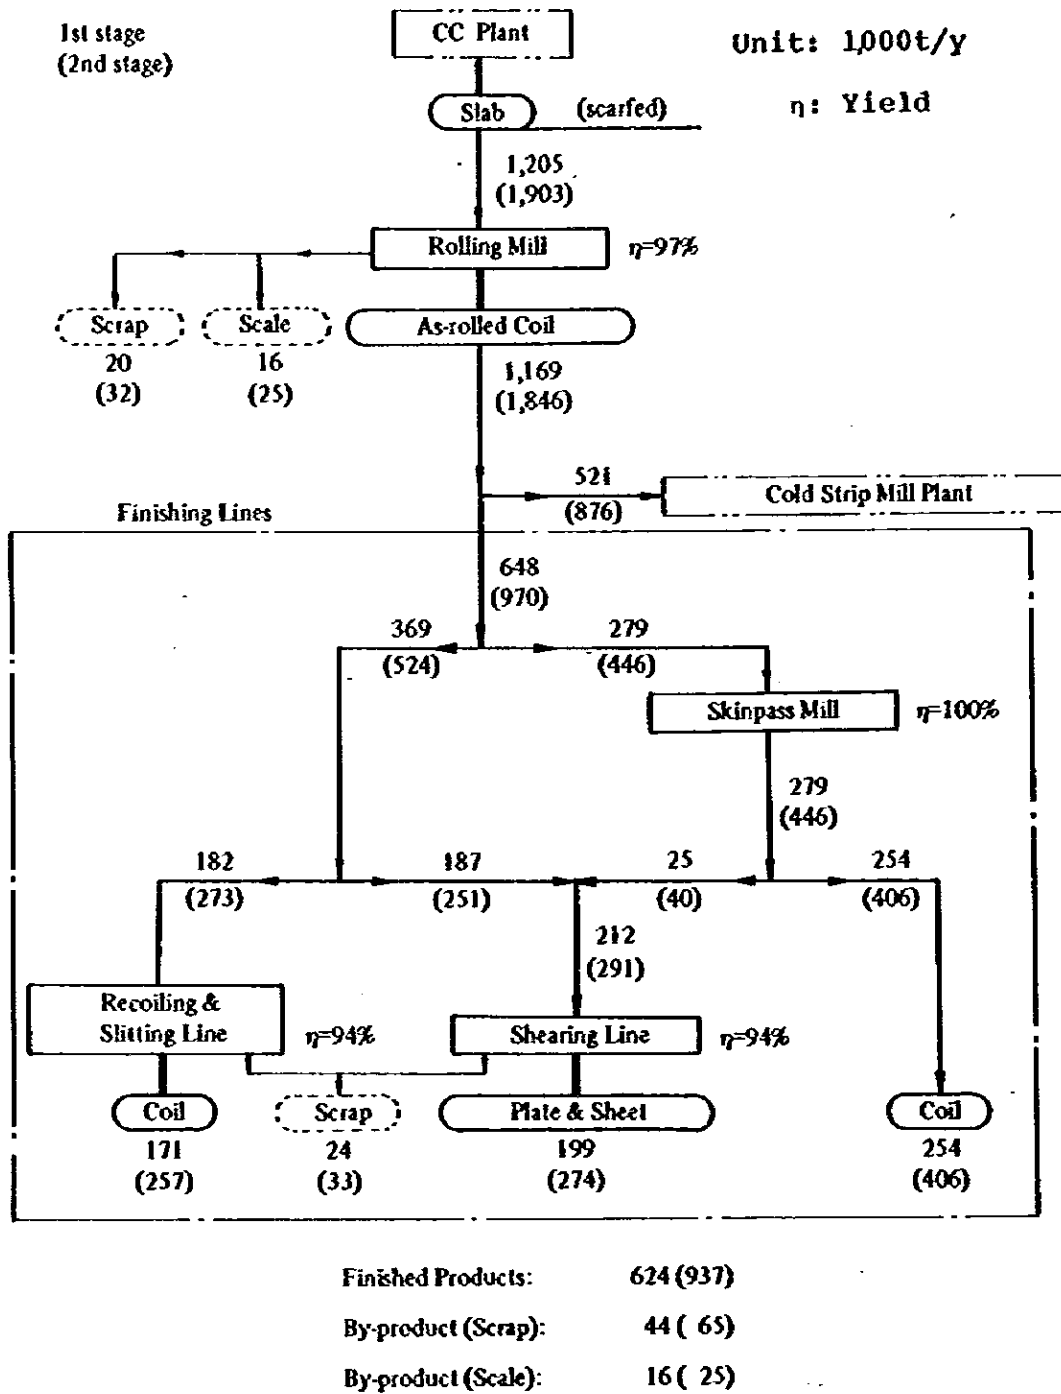 1st stage
(2nd stage)
CC Plant
Unit: 1,000t/y
η: Yield
Slab
(scarfed)
1,205
(1,903)
Rolling Mill
η=97%
Scrap
20
(32)
Scale
16
(25)
As-rolled Coil
1,169
(1,846)
521
(876)
Cold Strip Mill Plant
Finishing Lines
648
(970)
369
(524)
279
(446)
Skinpass Mill
η=100%
279
(446)
182
(273)
187
(251)
25
(40)
254
(406)
212
(291)
Recoiling &
Slitting Line
η=94%
Shearing Line
η=94%
Coil
171
(257)
Scrap
24
(33)
Plate & Sheet
199
(274)
Coil
254
(406)
Finished Products: 624 (937)
By-product (Scrap): 44 ( 65)
By-product (Scale): 16 ( 25)